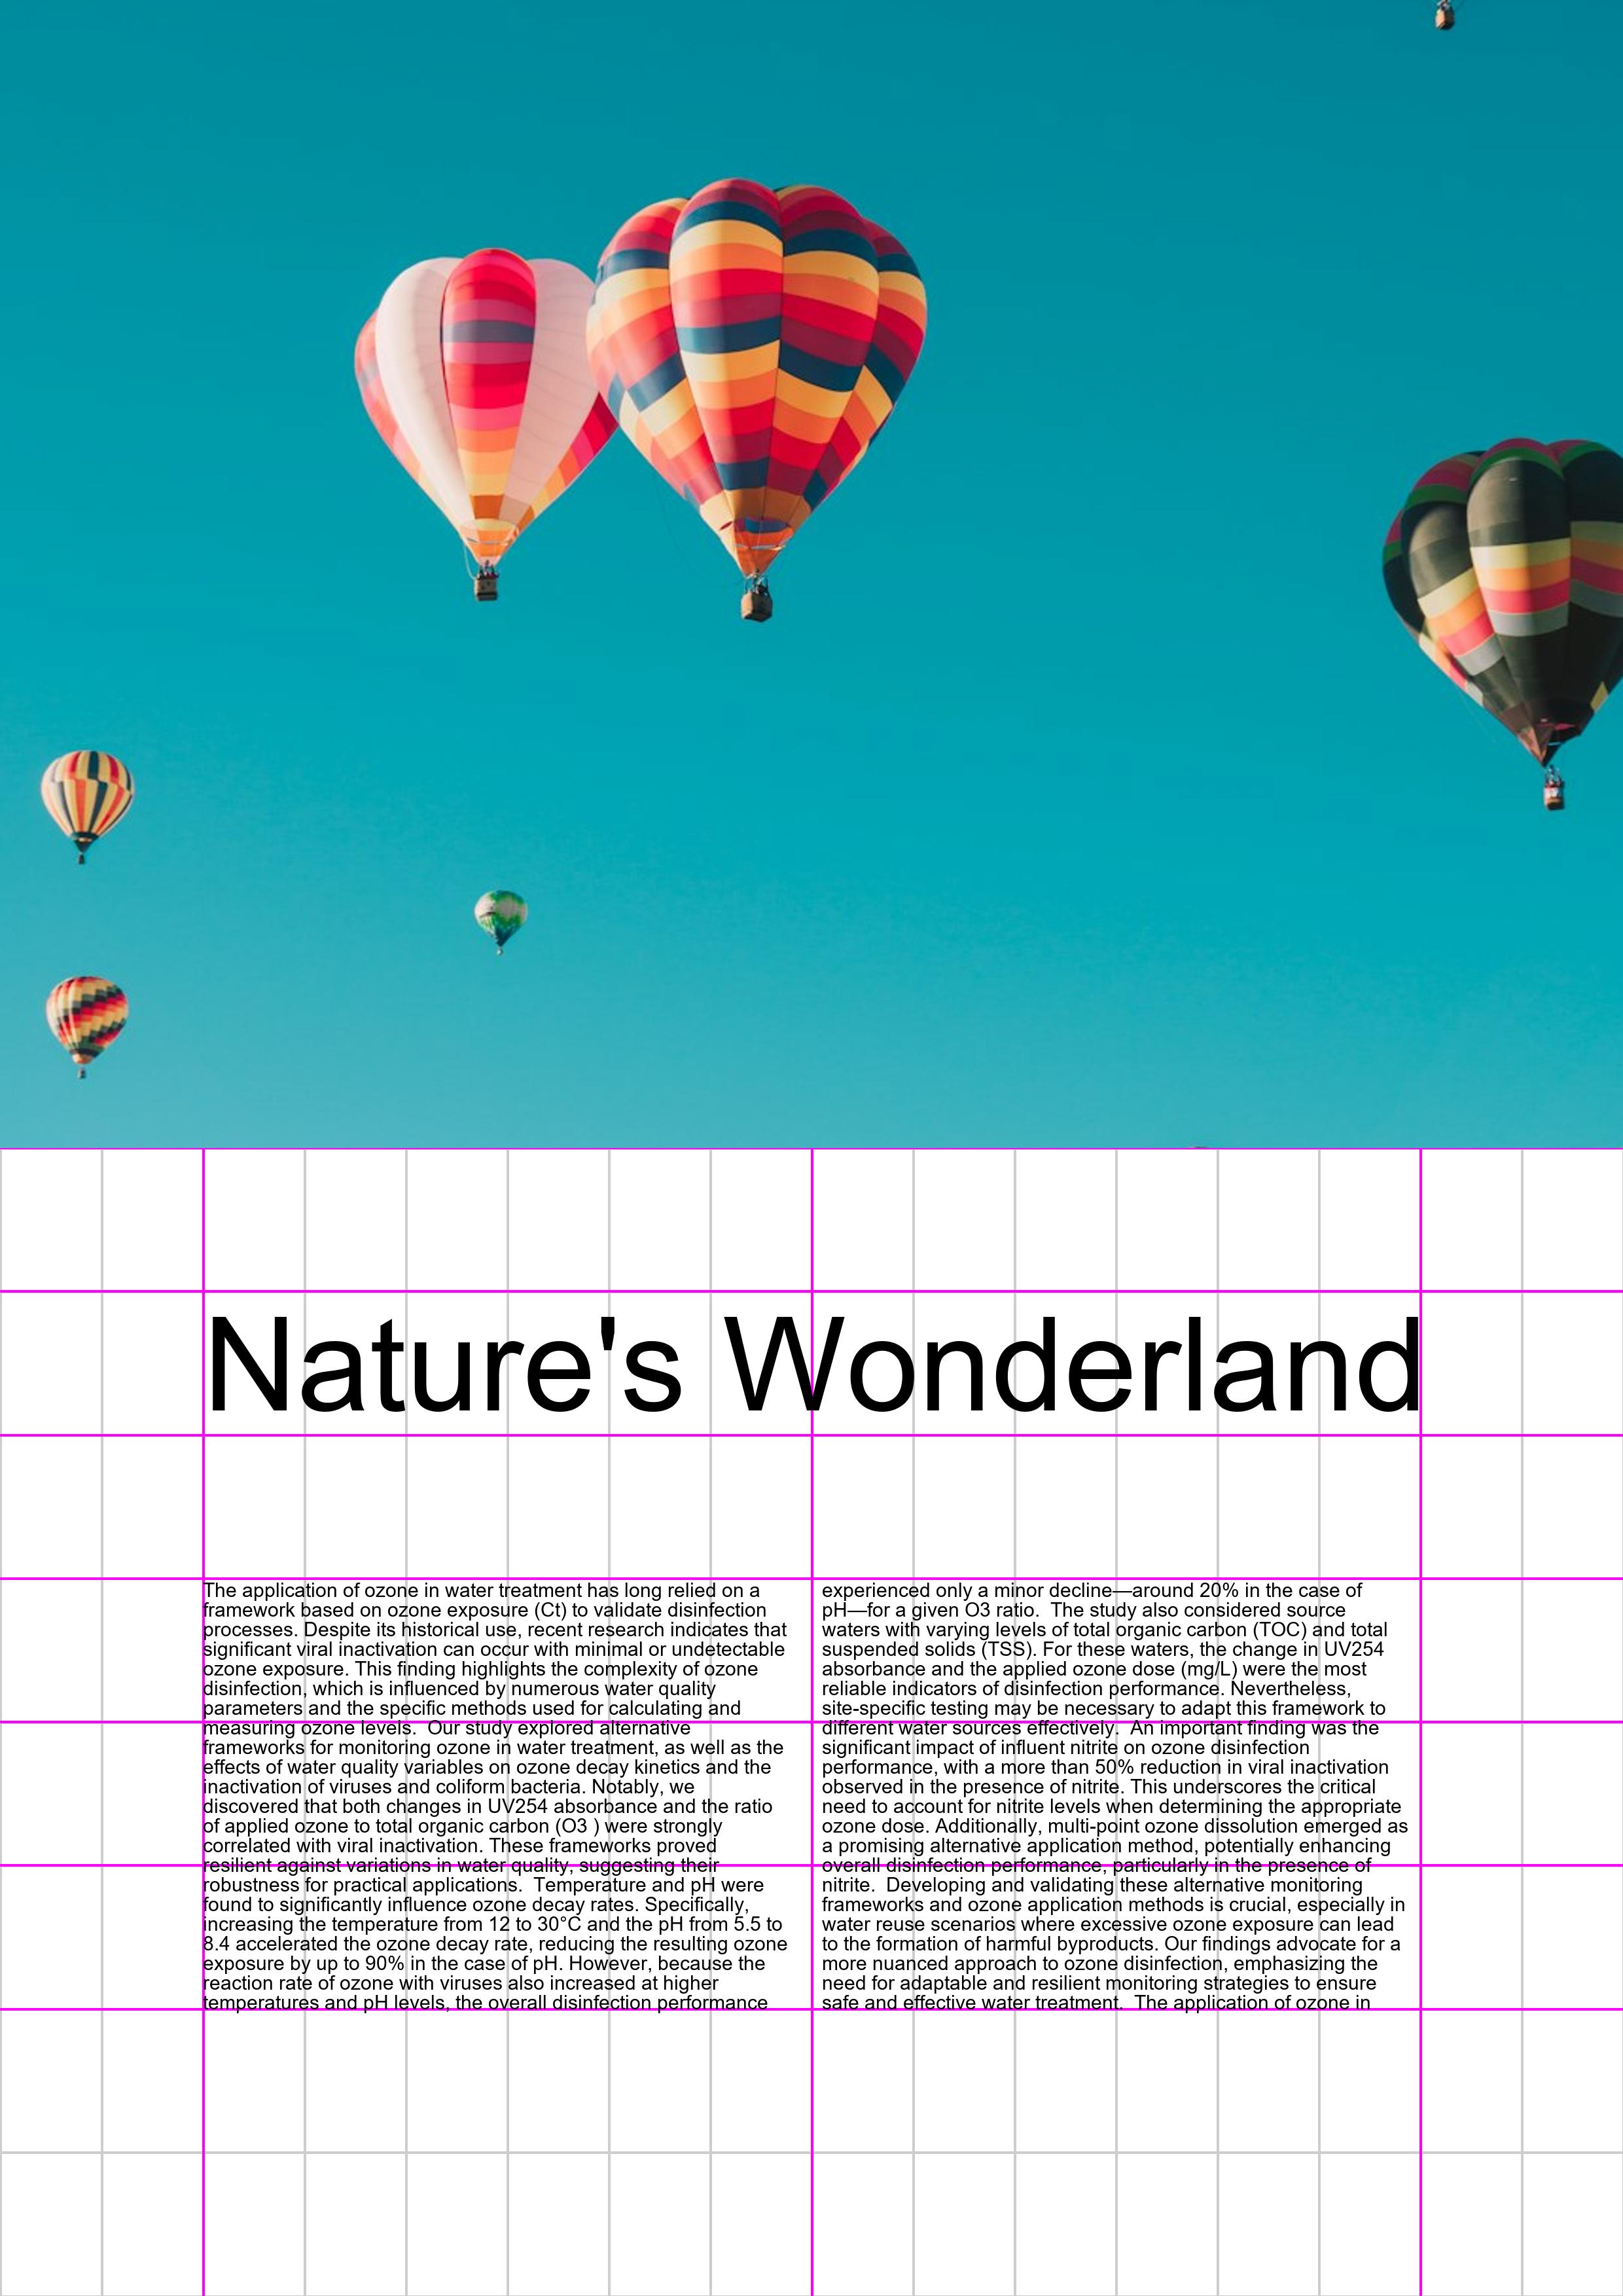 Nature's Wonderland
The application of ozone in water treatment has long relied on a
framework based on ozone exposure (Ct) to validate disinfection
processes. Despite its historical use, recent research indicates that
significant viral inactivation can occur with minimal or undetectable
ozone exposure. This finding highlights the complexity of ozone
disinfection, which is influenced by numerous water quality
parameters and the specific methods used for calculating and
measuring ozone levels.  Our study explored alternative
frameworks for monitoring ozone in water treatment, as well as the
effects of water quality variables on ozone decay kinetics and the
inactivation of viruses and coliform bacteria. Notably, we
discovered that both changes in UV254 absorbance and the ratio
of applied ozone to total organic carbon (O3 ) were strongly
correlated with viral inactivation. These frameworks proved
resilient against variations in water quality, suggesting their
robustness for practical applications.  Temperature and pH were
found to significantly influence ozone decay rates. Specifically,
increasing the temperature from 12 to 30°C and the pH from 5.5 to
8.4 accelerated the ozone decay rate, reducing the resulting ozone
exposure by up to 90% in the case of pH. However, because the
reaction rate of ozone with viruses also increased at higher
temperatures and pH levels, the overall disinfection performance
experienced only a minor decline—around 20% in the case of
pH—for a given O3 ratio.  The study also considered source
waters with varying levels of total organic carbon (TOC) and total
suspended solids (TSS). For these waters, the change in UV254
absorbance and the applied ozone dose (mg/L) were the most
reliable indicators of disinfection performance. Nevertheless,
site-specific testing may be necessary to adapt this framework to
different water sources effectively.  An important finding was the
significant impact of influent nitrite on ozone disinfection
performance, with a more than 50% reduction in viral inactivation
observed in the presence of nitrite. This underscores the critical
need to account for nitrite levels when determining the appropriate
ozone dose. Additionally, multi-point ozone dissolution emerged as
a promising alternative application method, potentially enhancing
overall disinfection performance, particularly in the presence of
nitrite.  Developing and validating these alternative monitoring
frameworks and ozone application methods is crucial, especially in
water reuse scenarios where excessive ozone exposure can lead
to the formation of harmful byproducts. Our findings advocate for a
more nuanced approach to ozone disinfection, emphasizing the
need for adaptable and resilient monitoring strategies to ensure
safe and effective water treatment.  The application of ozone in